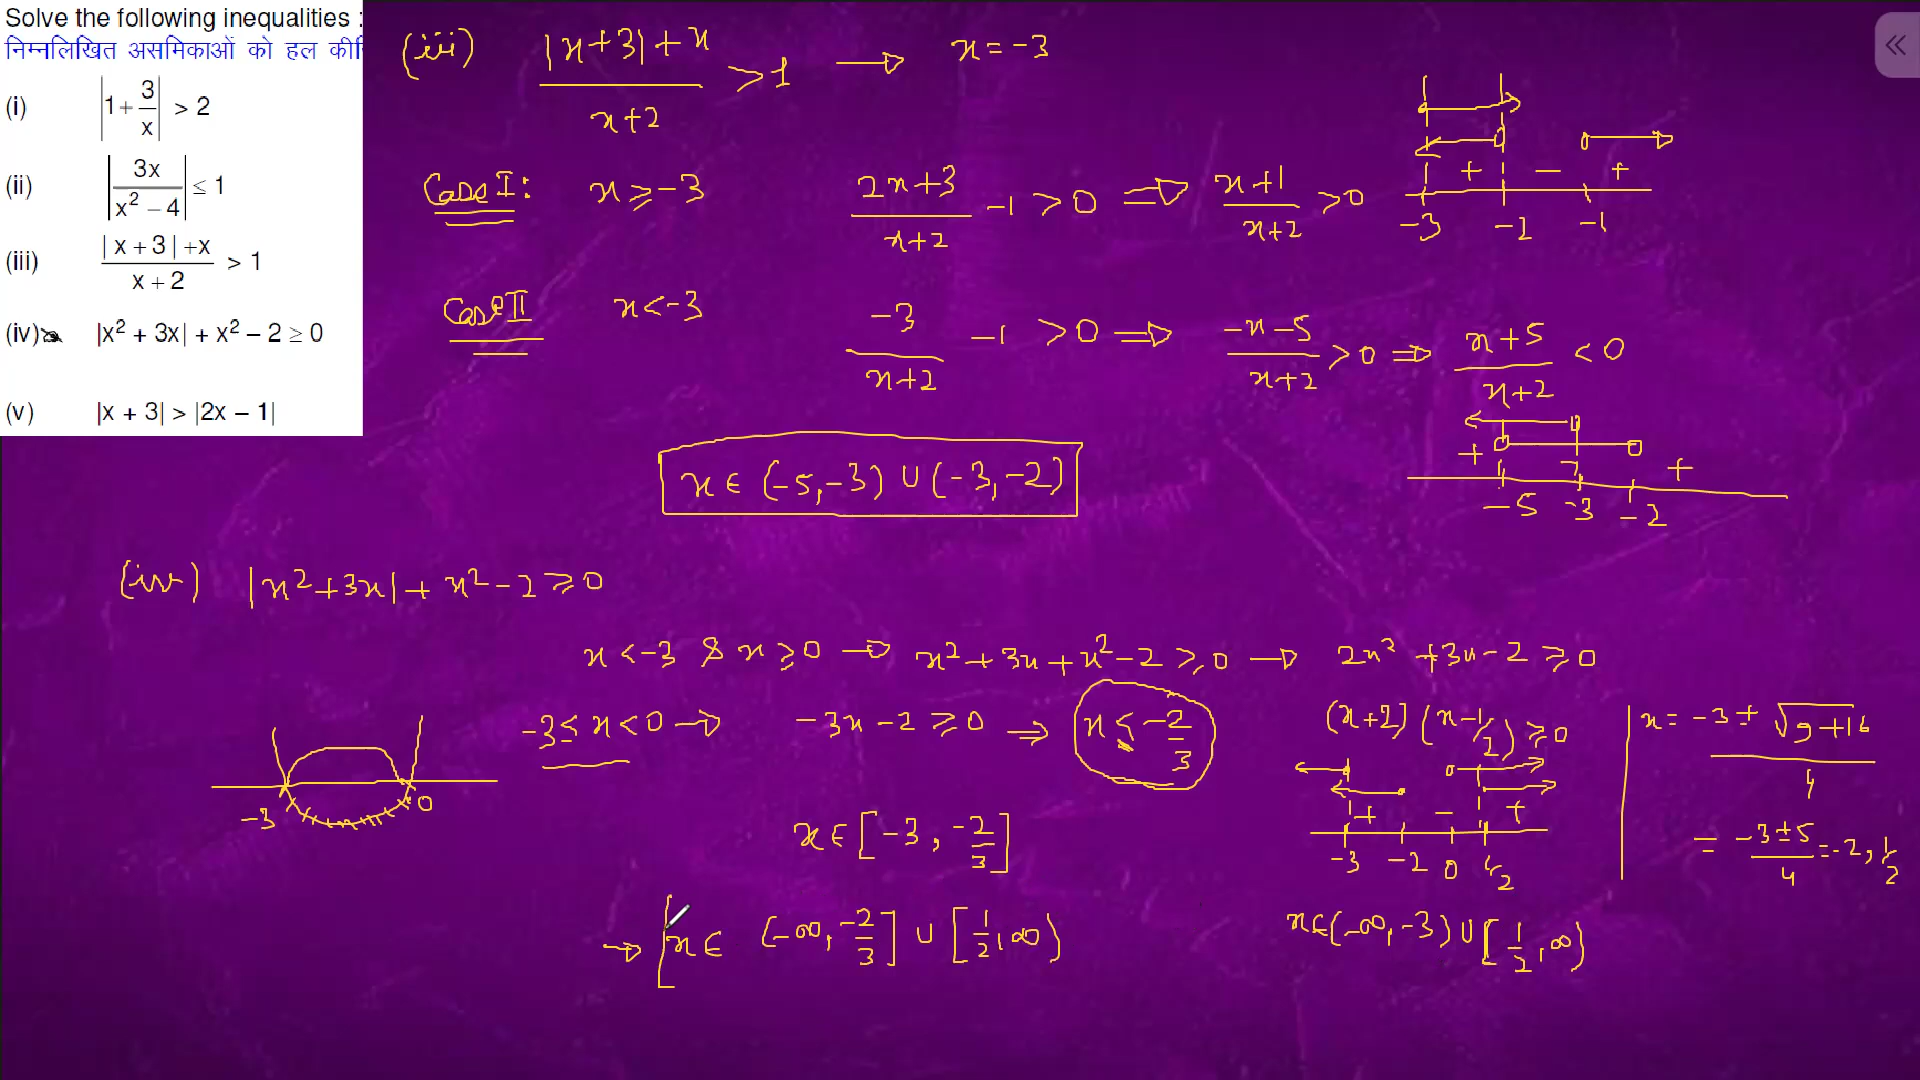 Solve the following inequalities :
निम्नलिखित असमिकाओं को हल
(i) |1 + 3/x| > 2
(ii) |3x/(x² – 4)| ≤ 1
(iii) (| x + 3 | + x)/(x + 2) > 1
(iv) |x² + 3x| + x² – 2 ≥ 0
(v) |x + 3| > |2x – 1|
(iii) (|x+3|+x)/(x+2) > 1 → x = -3
Case I: x ≥ -3 (2x+3)/(x+2) -1 > 0 ⇒ (x+1)/(x+2) > 0
+ - +
-3 -2 -1
Case II x < -3 -3/(x+2) -1 > 0 ⇒ (-x-5)/(x+2) > 0 ⇒ (x+5)/(x+2) < 0
+ - +
-5 -3 -2
x ∈ (-5,-3) ∪ (-3,-2)
(iv) |x²+3x| + x² - 2 ≥ 0
x < -3 & x ≥ 0 → x²+3x+x²-2 ≥ 0 → 2x²+3x-2 ≥ 0
-3 ≤ x < 0 → -3x-2 ≥ 0 ⇒ x ≤ -2/3
(x+2)(x-1/2) ≥ 0
x = (-3 ± √(9+16))/4
= (-3±5)/4 = -2, 1/2
-3 0
+ - +
-3 -2 0 1/2
x ∈ [-3, -2/3]
x ∈ (-∞, -3) ∪ [1/2, ∞)
→ [x ∈ (-∞, -2/3] ∪ [1/2, ∞)